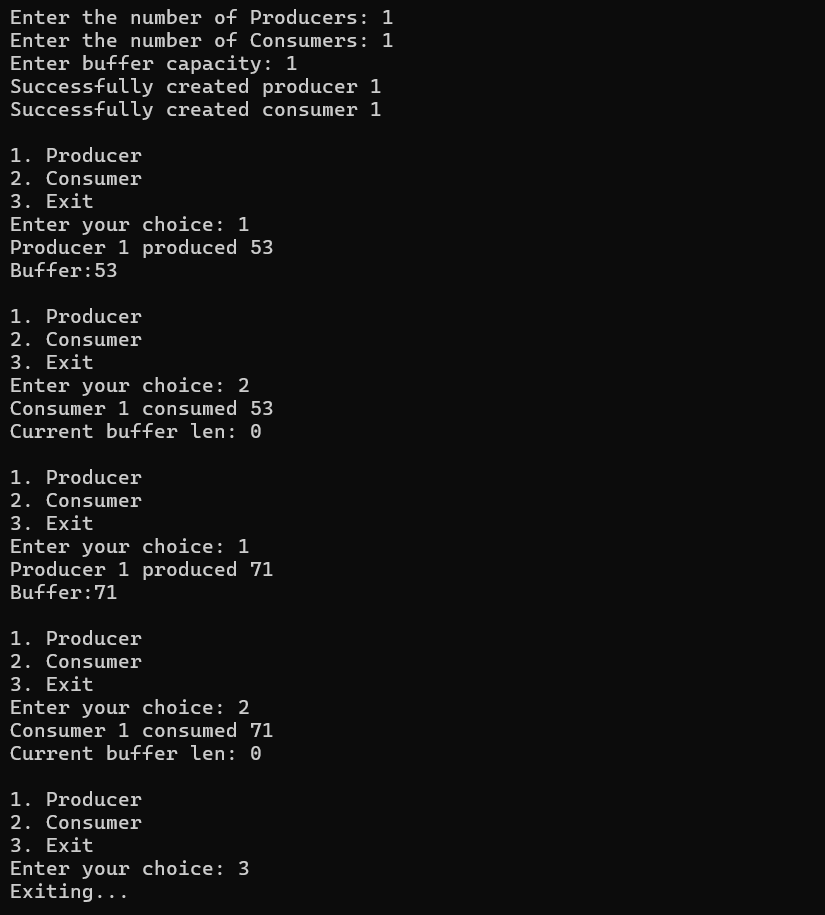 Enter the number of Producers: 1
Enter the number of Consumers: 1
Enter buffer capacity: 1
Successfully created producer 1
Successfully created consumer 1

1. Producer
2. Consumer
3. Exit
Enter your choice: 1
Producer 1 produced 53
Buffer:53

1. Producer
2. Consumer
3. Exit
Enter your choice: 2
Consumer 1 consumed 53
Current buffer len: 0

1. Producer
2. Consumer
3. Exit
Enter your choice: 1
Producer 1 produced 71
Buffer:71

1. Producer
2. Consumer
3. Exit
Enter your choice: 2
Consumer 1 consumed 71
Current buffer len: 0

1. Producer
2. Consumer
3. Exit
Enter your choice: 3
Exiting...